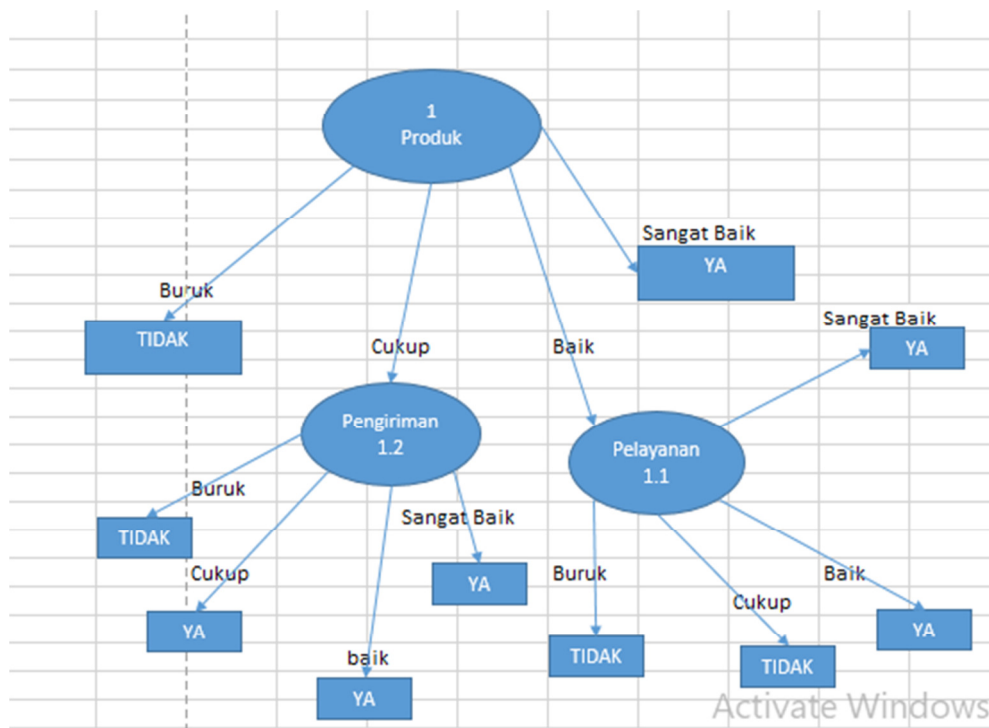 1
Produk
Sangat Baik
YA
Buruk
TIDAK
Cukup
Baik
Sangat Baik
YA
Pengiriman
1.2
Pelayanan
1.1
Buruk
TIDAK
Sangat Baik
YA
Cukup
YA
baik
YA
Buruk
TIDAK
Cukup
TIDAK
Baik
YA
Activate Windows